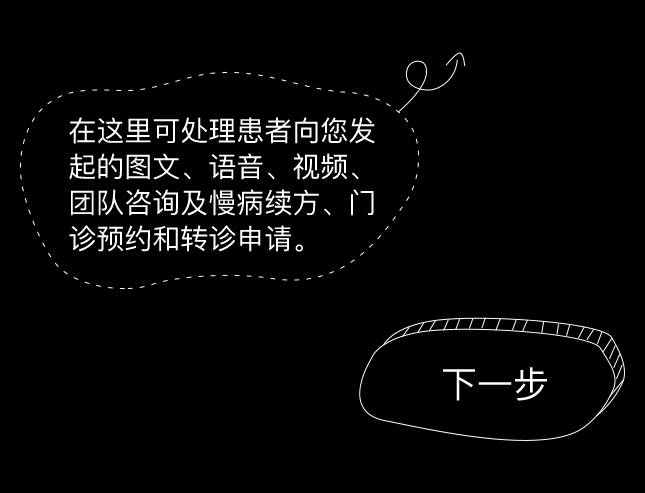 在这里可处理患者向您发
起的图文、语音、视频、
团队咨询及慢病续方、门
诊预约和转诊申请。
下一步